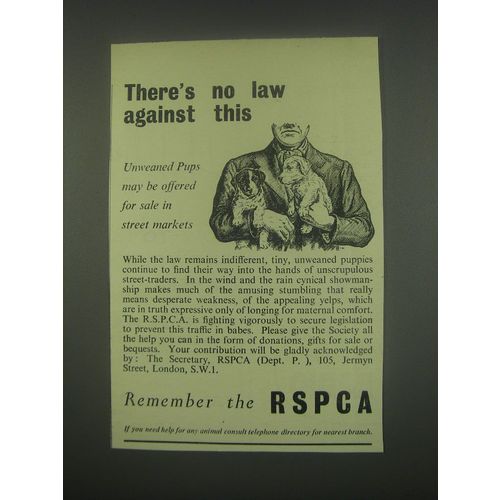 There's no law
against this
Unweaned Pups
may be offered
for sale in
street markets
While the law remains indifferent, tiny, unweaned puppies
continue to find their way into the hands of unscrupulous
street-traders. In the wind and the rain cynical showman-
ship makes much of the amusing stumbling that really
means desperate weakness, of the appealing yelps, which
are in truth expressive only of longing for maternal comfort.
The R.S.P.C.A. is fighting vigorously to secure legislation
to prevent this traffic in babes. Please give the Society all
the help you can in the form of donations, gifts for sale or
bequests. Your contribution will be gladly acknowledged
by: The Secretary, RSPCA (Dept. P. ), 105, Jermyn
Street, London, S.W.1.
Remember the RSPCA
If you need help for any animal consult telephone directory for nearest branch.